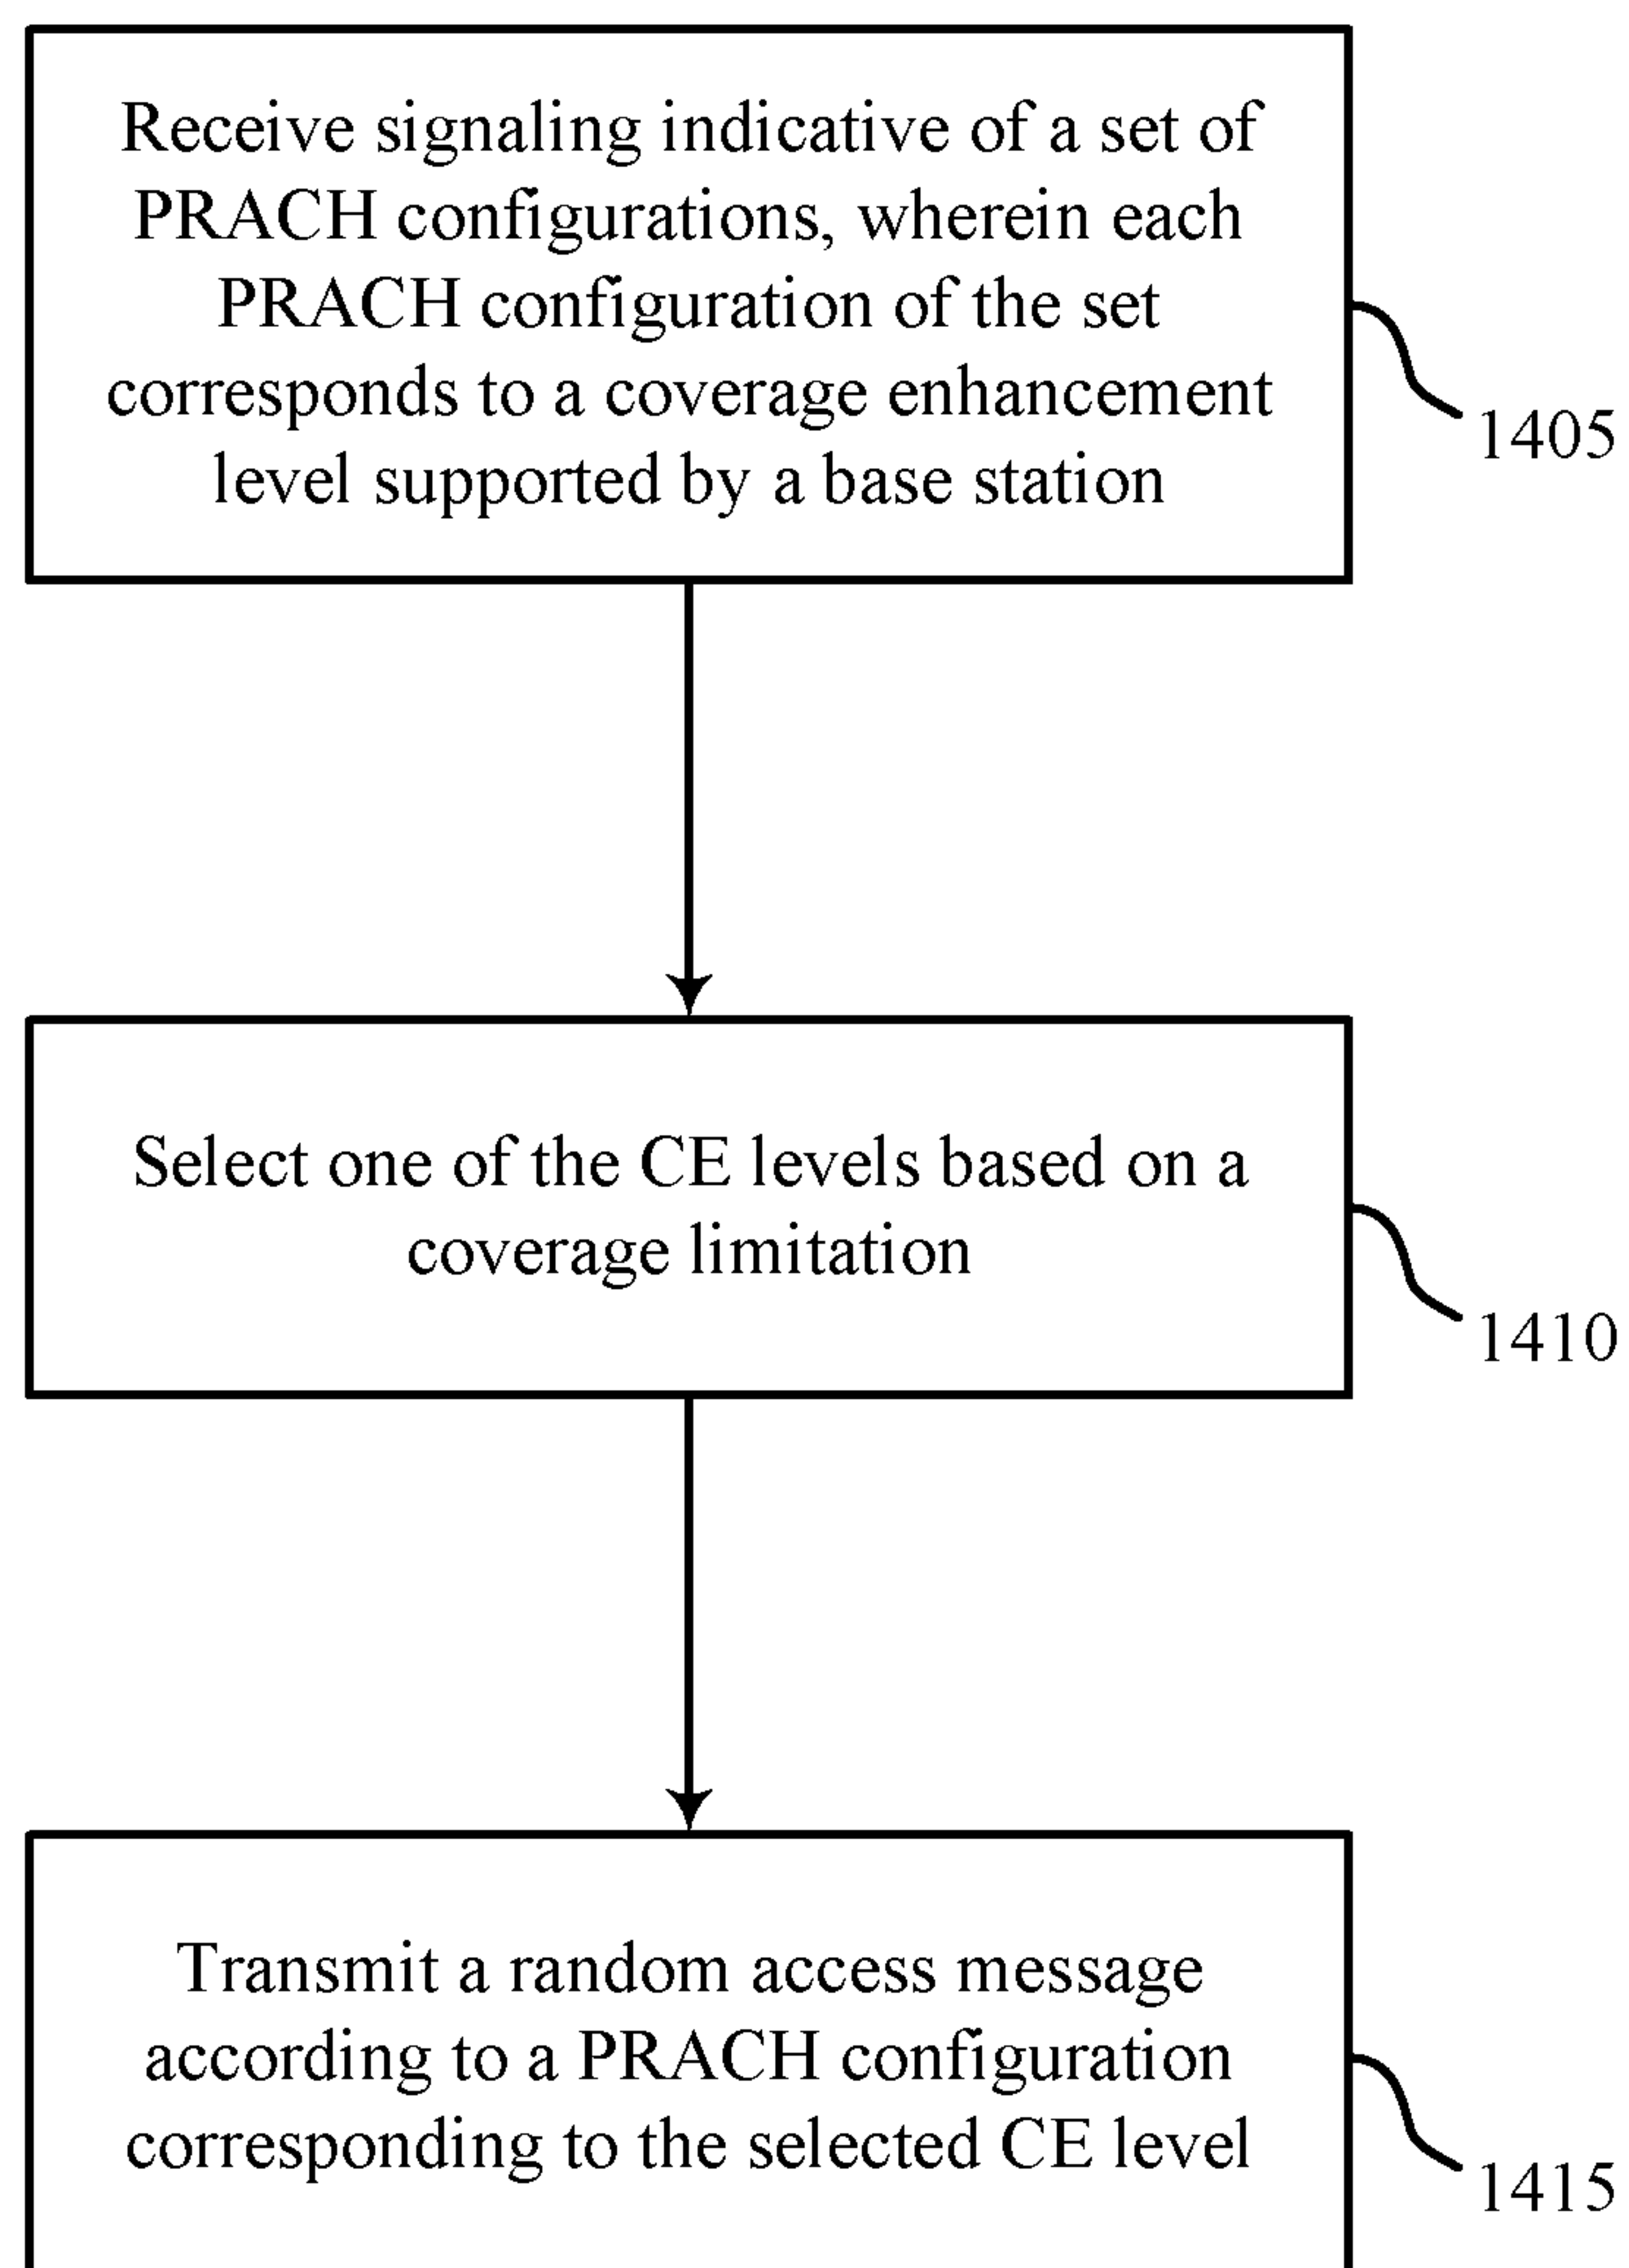 Receive signaling indicative of a set of
PRACH configurations, wherein each
PRACH configuration of the set
corresponds to a coverage enhancement
level supported by a base station
1405
Select one of the CE levels based on a
coverage limitation
1410
Transmit a random access message
according to a PRACH configuration
corresponding to the selected CE level
1415